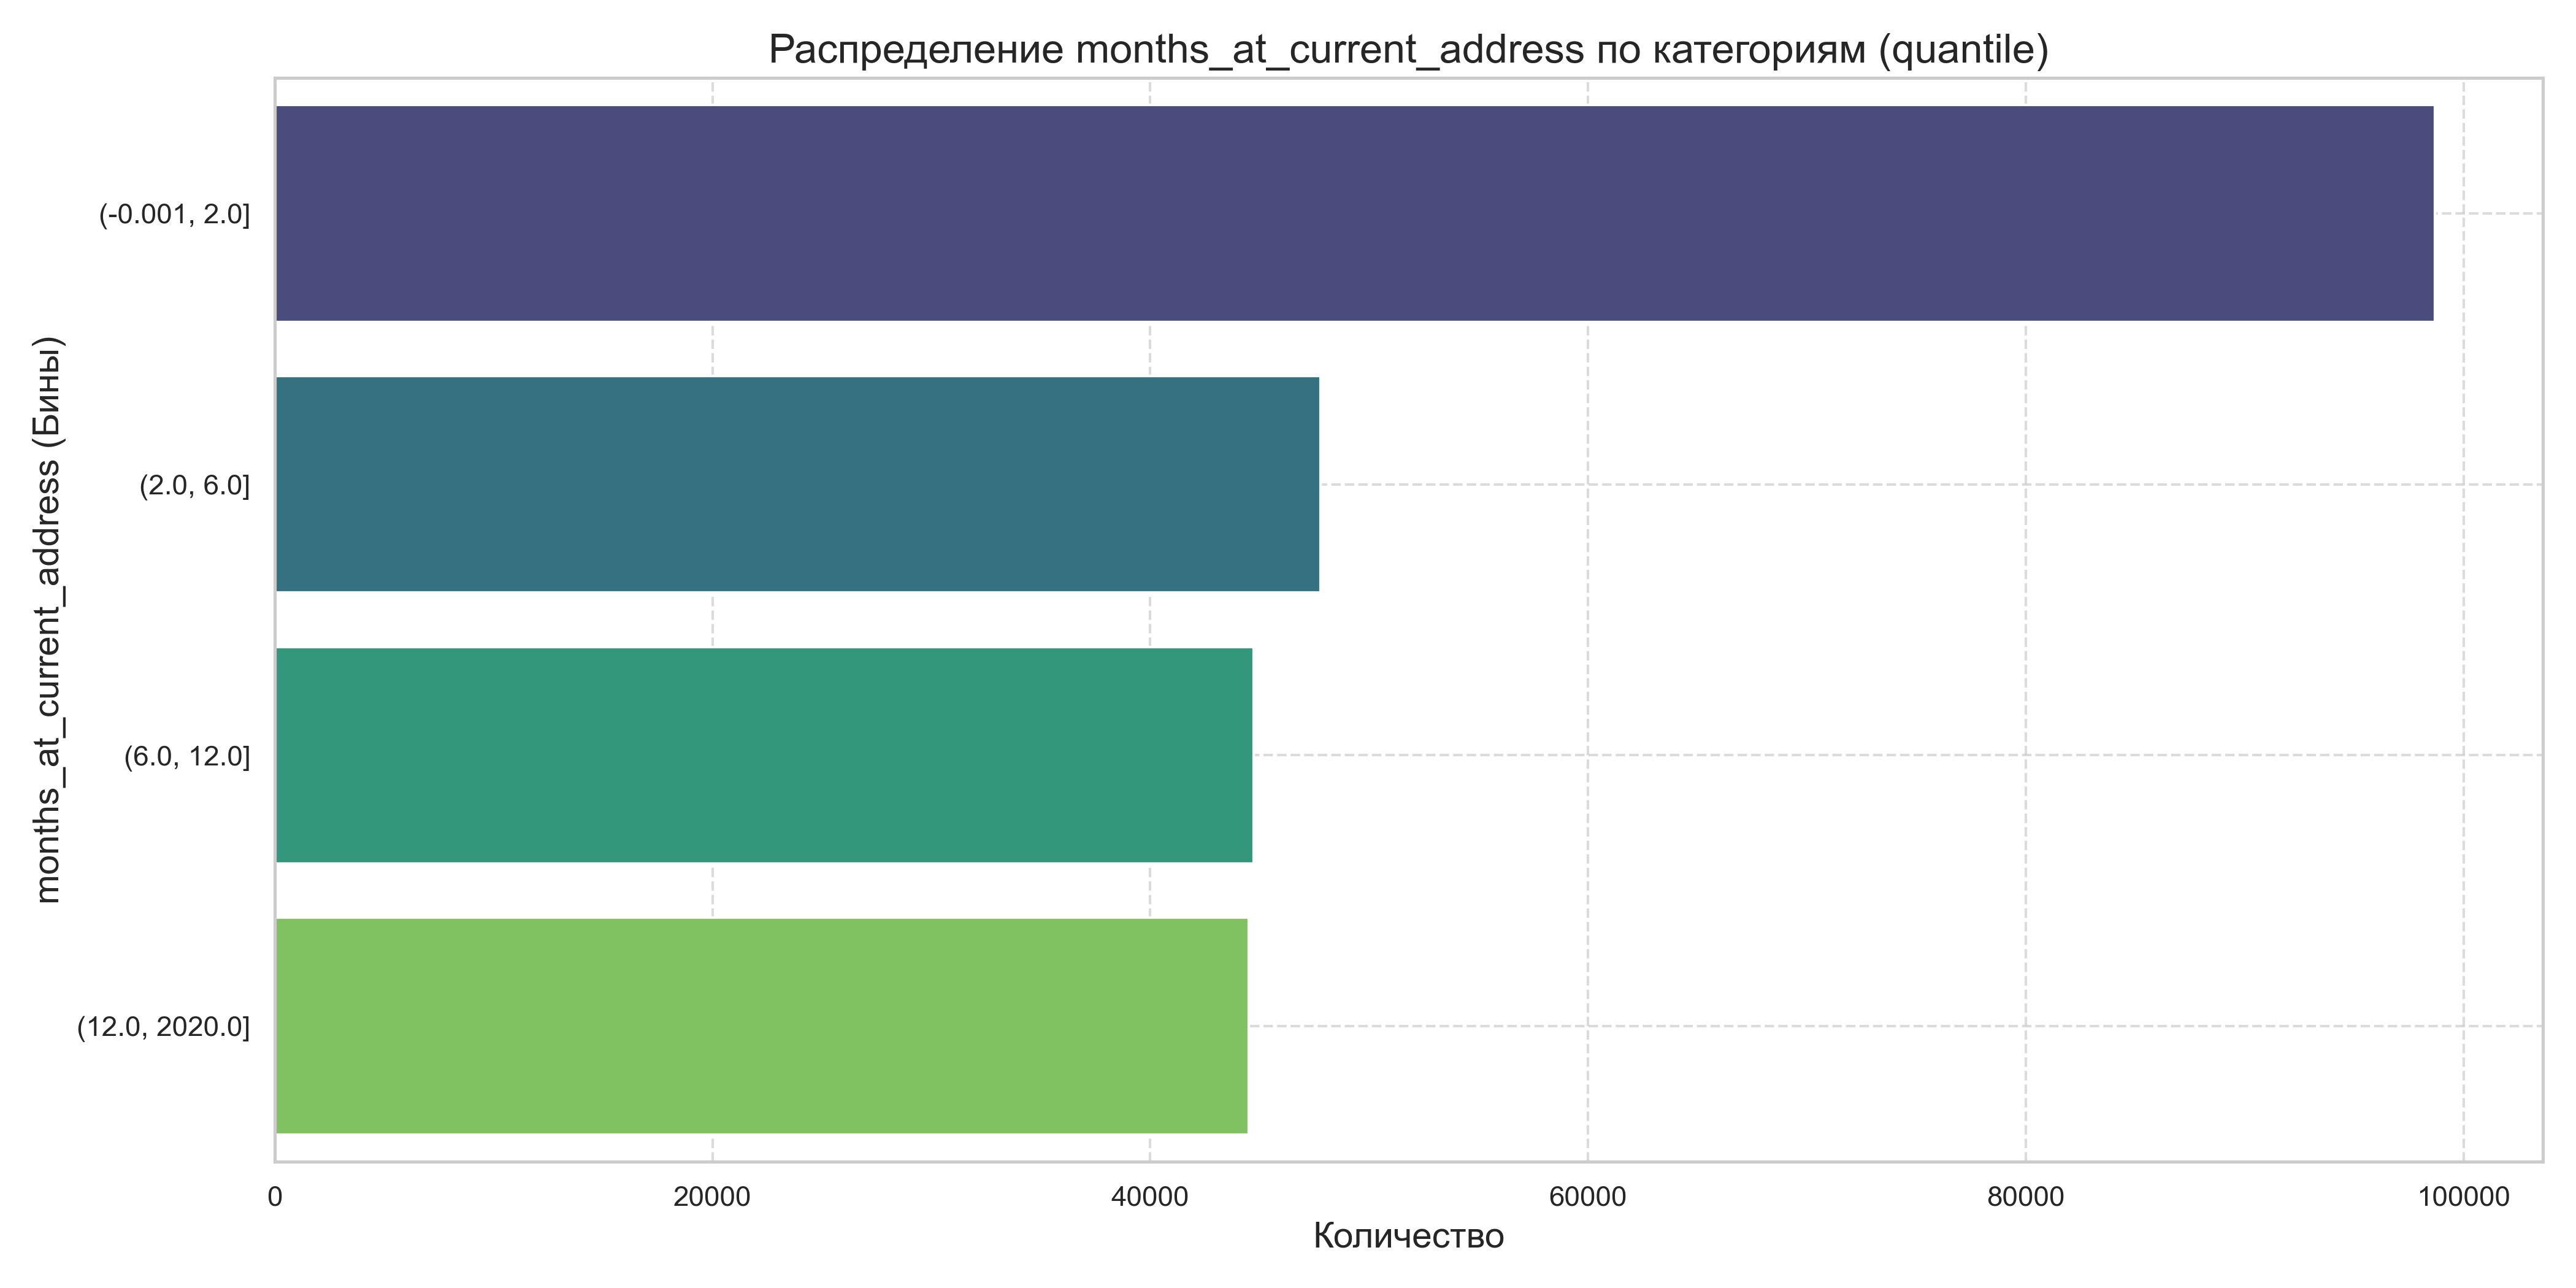 Распределение months_at_current_address по категориям (quantile)
months_at_current_address (Бины)
(-0.001, 2.0]
(2.0, 6.0]
(6.0, 12.0]
(12.0, 2020.0]
0 20000 40000 60000 80000 100000
Количество